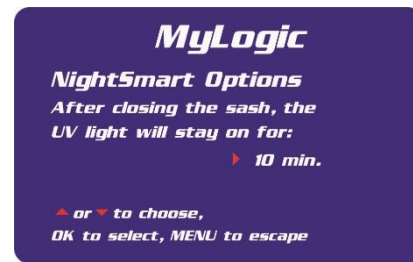 MyLogic
NightSmart Options
After closing the sash, the
UV light will stay on for:
10 min.
or to choose,
OK to select, MENU to escape